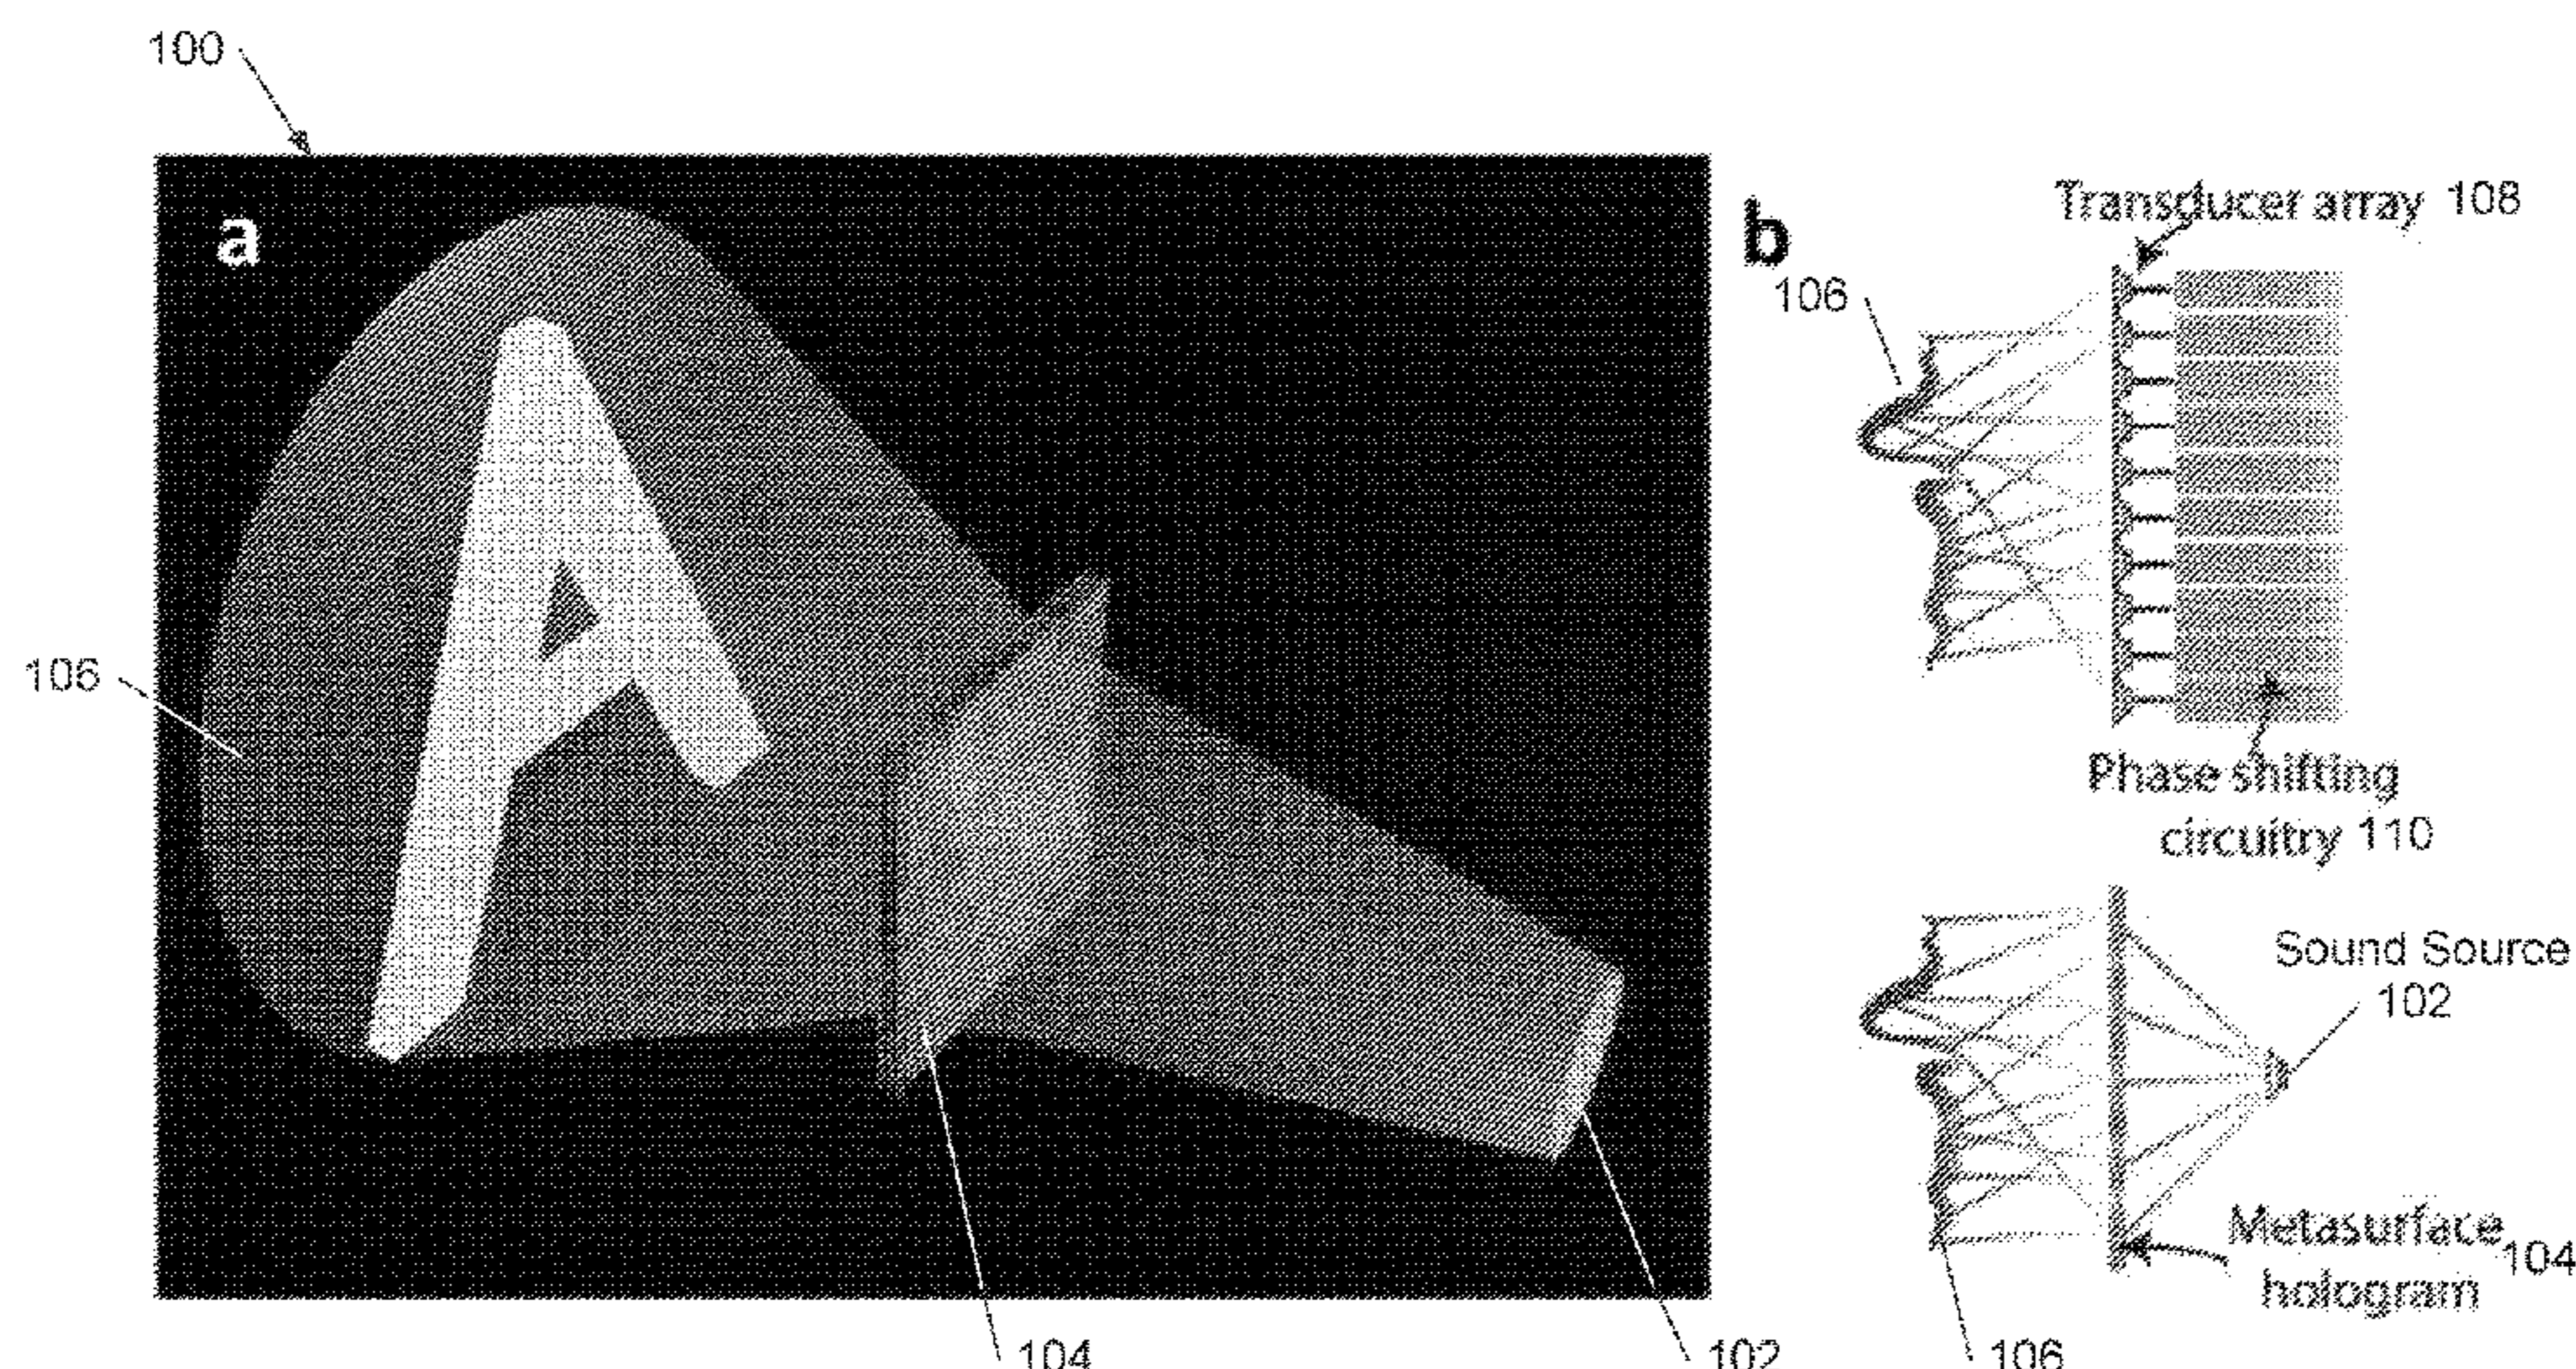 100
a
A
106
104
102
b
Transducer array 108
106
Phase shifting
circuitry 110
Sound Source
102
Metasurface 104
hologram
106